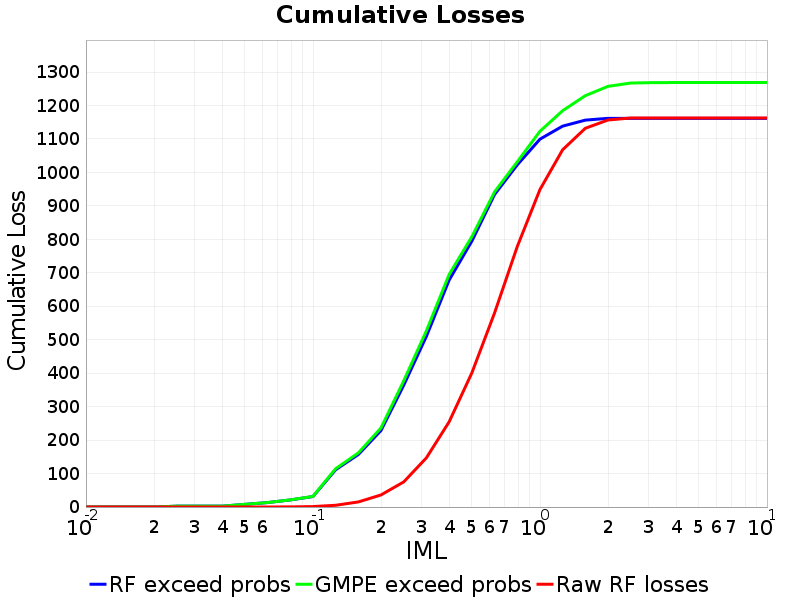 Cumulative Losses
Cumulative Loss
1300
1200
1100
1000
900
800
700
600
500
400
300
200
100
0
10-2 2 3 4 5 6 10-1 2 3 4 5 6 7 100 2 3 4 5 6 7 101
IML
RF exceed probs GMPE exceed probs Raw RF losses